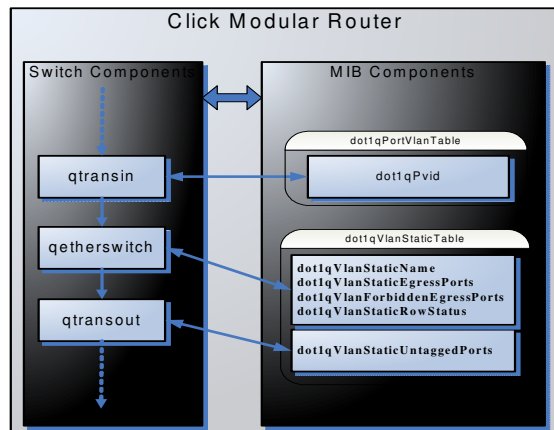 Click Modular Router
Switch Components
MIB Components
dot1qPortVlanTable
qtransin
dot1qPvid
dot1qVlanStaticTable
qetherswitch
dot1qVlanStaticName
dot1qVlanStaticEgressPorts
dot1qVlanForbiddenEgressPorts
dot1qVlanStaticRowStatus
qtransout
dot1qVlanStaticUntaggedPorts